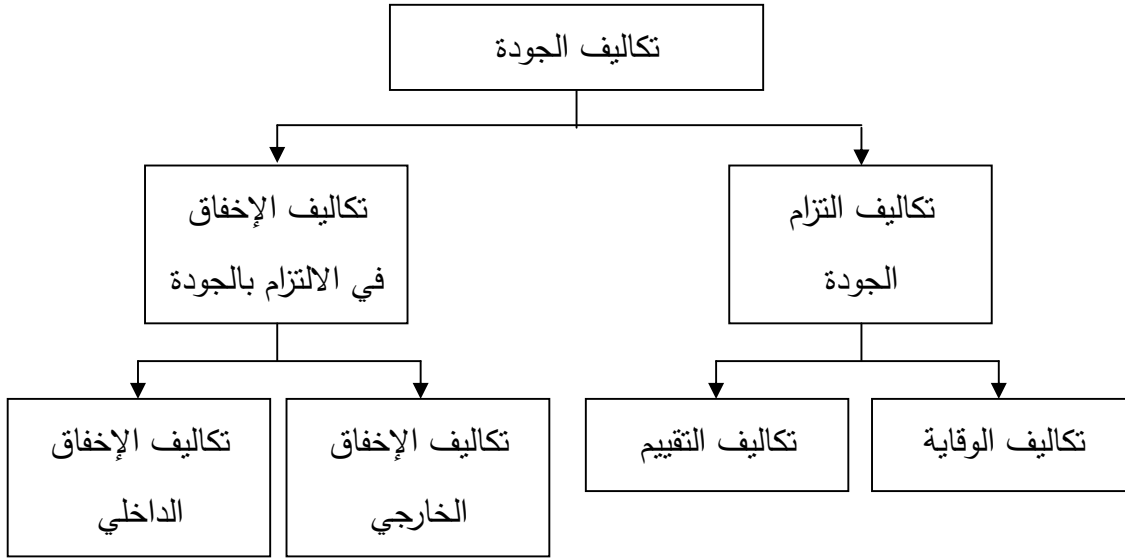 تكاليف الجودة
تكاليف التزام
الجودة
تكاليف الإخفاق
في الالتزام بالجودة
تكاليف الوقاية
تكاليف التقييم
تكاليف الإخفاق
الخارجي
تكاليف الإخفاق
الداخلي